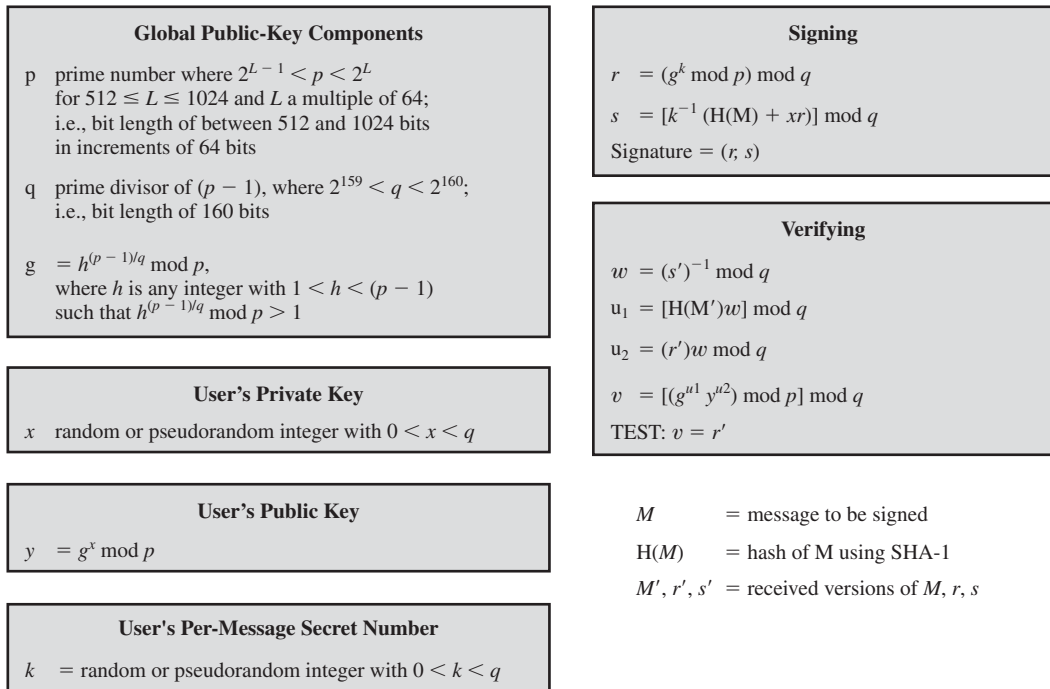 Global Public-Key Components
p prime number where 2^{L – 1} < p < 2^L
for 512 ≤ L ≤ 1024 and L a multiple of 64;
i.e., bit length of between 512 and 1024 bits
in increments of 64 bits
q prime divisor of (p – 1), where 2^{159} < q < 2^{160};
i.e., bit length of 160 bits
g = h^{(p – 1)/q} mod p,
where h is any integer with 1 < h < (p – 1)
such that h^{(p – 1)/q} mod p > 1
User's Private Key
x random or pseudorandom integer with 0 < x < q
User's Public Key
y = g^x mod p
User's Per-Message Secret Number
k = random or pseudorandom integer with 0 < k < q
Signing
r = (g^k mod p) mod q
s = [k^{–1} (H(M) + xr)] mod q
Signature = (r, s)
Verifying
w = (s′)^{–1} mod q
u_1 = [H(M′)w] mod q
u_2 = (r′)w mod q
v = [(g^{u1} y^{u2}) mod p] mod q
TEST: v = r′
M = message to be signed
H(M) = hash of M using SHA-1
M′, r′, s′ = received versions of M, r, s